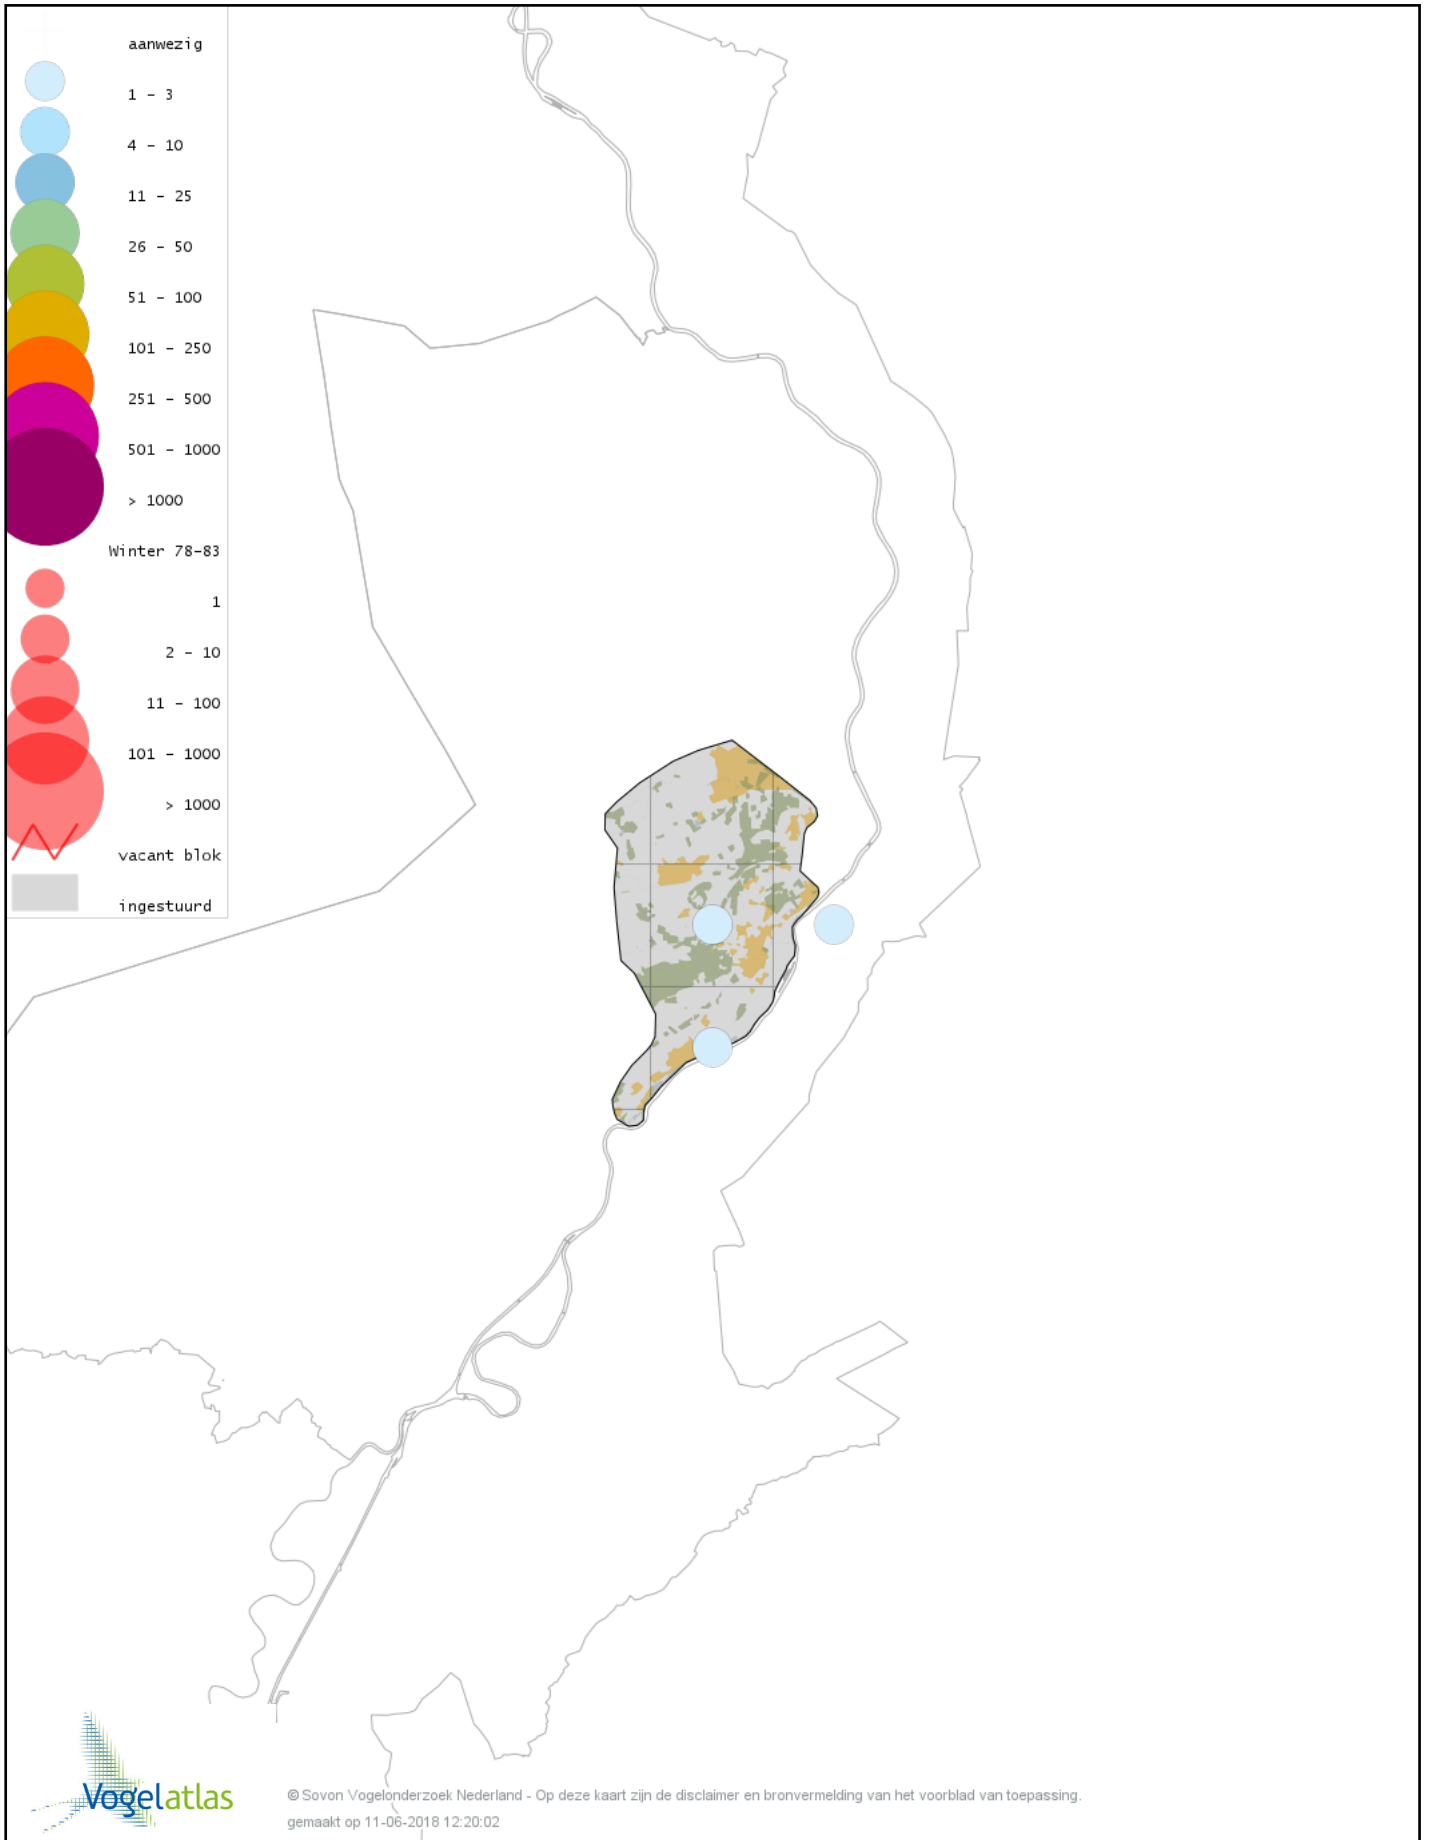 aanwezig
1 - 3
4 - 10
11 - 25
26 - 50
51 - 100
101 - 250
251 - 500
501 - 1000
> 1000
Winter 78-83
1
2 - 10
11 - 100
101 - 1000
> 1000
vacant blok
ingestuurd
Vogelatlas
© Sovon Vogelonderzoek Nederland - Op deze kaart zijn de disclaimer en bronvermelding van het voorblad van toepassing.
gemaakt op 11-06-2018 12:20:02